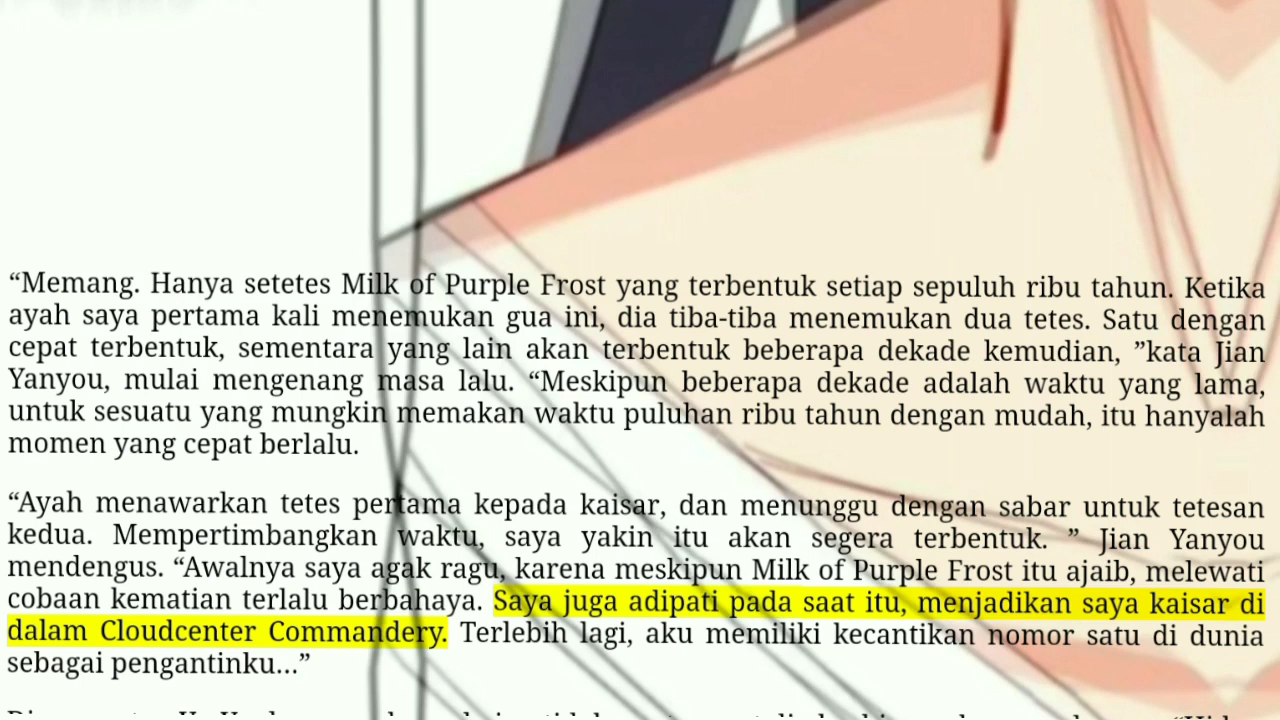 “Memang. Hanya setetes Milk of Purple Frost yang terbentuk setiap sepuluh ribu tahun. Ketika
ayah saya pertama kali menemukan gua ini, dia tiba-tiba menemukan dua tetes. Satu dengan
cepat terbentuk, sementara yang lain akan terbentuk beberapa dekade kemudian, ”kata Jian
Yanyou, mulai mengenang masa lalu. “Meskipun beberapa dekade adalah waktu yang lama,
untuk sesuatu yang mungkin memakan waktu puluhan ribu tahun dengan mudah, itu hanyalah
momen yang cepat berlalu.
“Ayah menawarkan tetes pertama kepada kaisar, dan menunggu dengan sabar untuk tetesan
kedua. Mempertimbangkan waktu, saya yakin itu akan segera terbentuk. ” Jian Yanyou
mendengus. “Awalnya saya agak ragu, karena meskipun Milk of Purple Frost itu ajaib, melewati
cobaan kematian terlalu berbahaya. Saya juga adipati pada saat itu, menjadikan saya kaisar di
dalam Cloudcenter Commandery. Terlebih lagi, aku memiliki kecantikan nomor satu di dunia
sebagai pengantinku...”